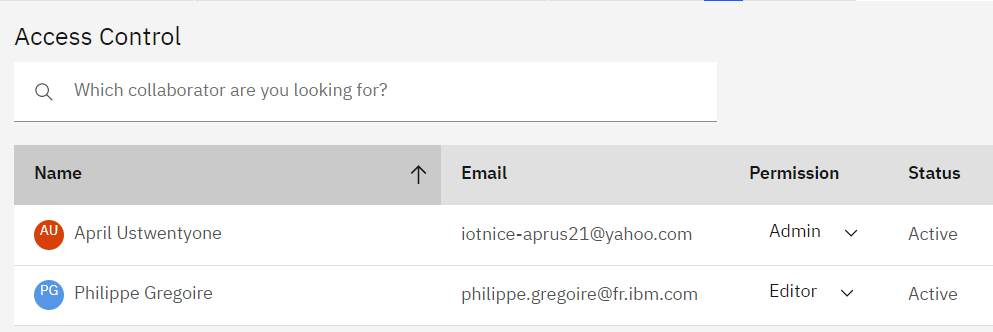 Access Control
Which collaborator are you looking for?
Name Email Permission Status
AU April Ustwentyone iotnice-aprus21@yahoo.com Admin Active
PG Philippe Gregoire philippe.gregoire@fr.ibm.com Editor Active